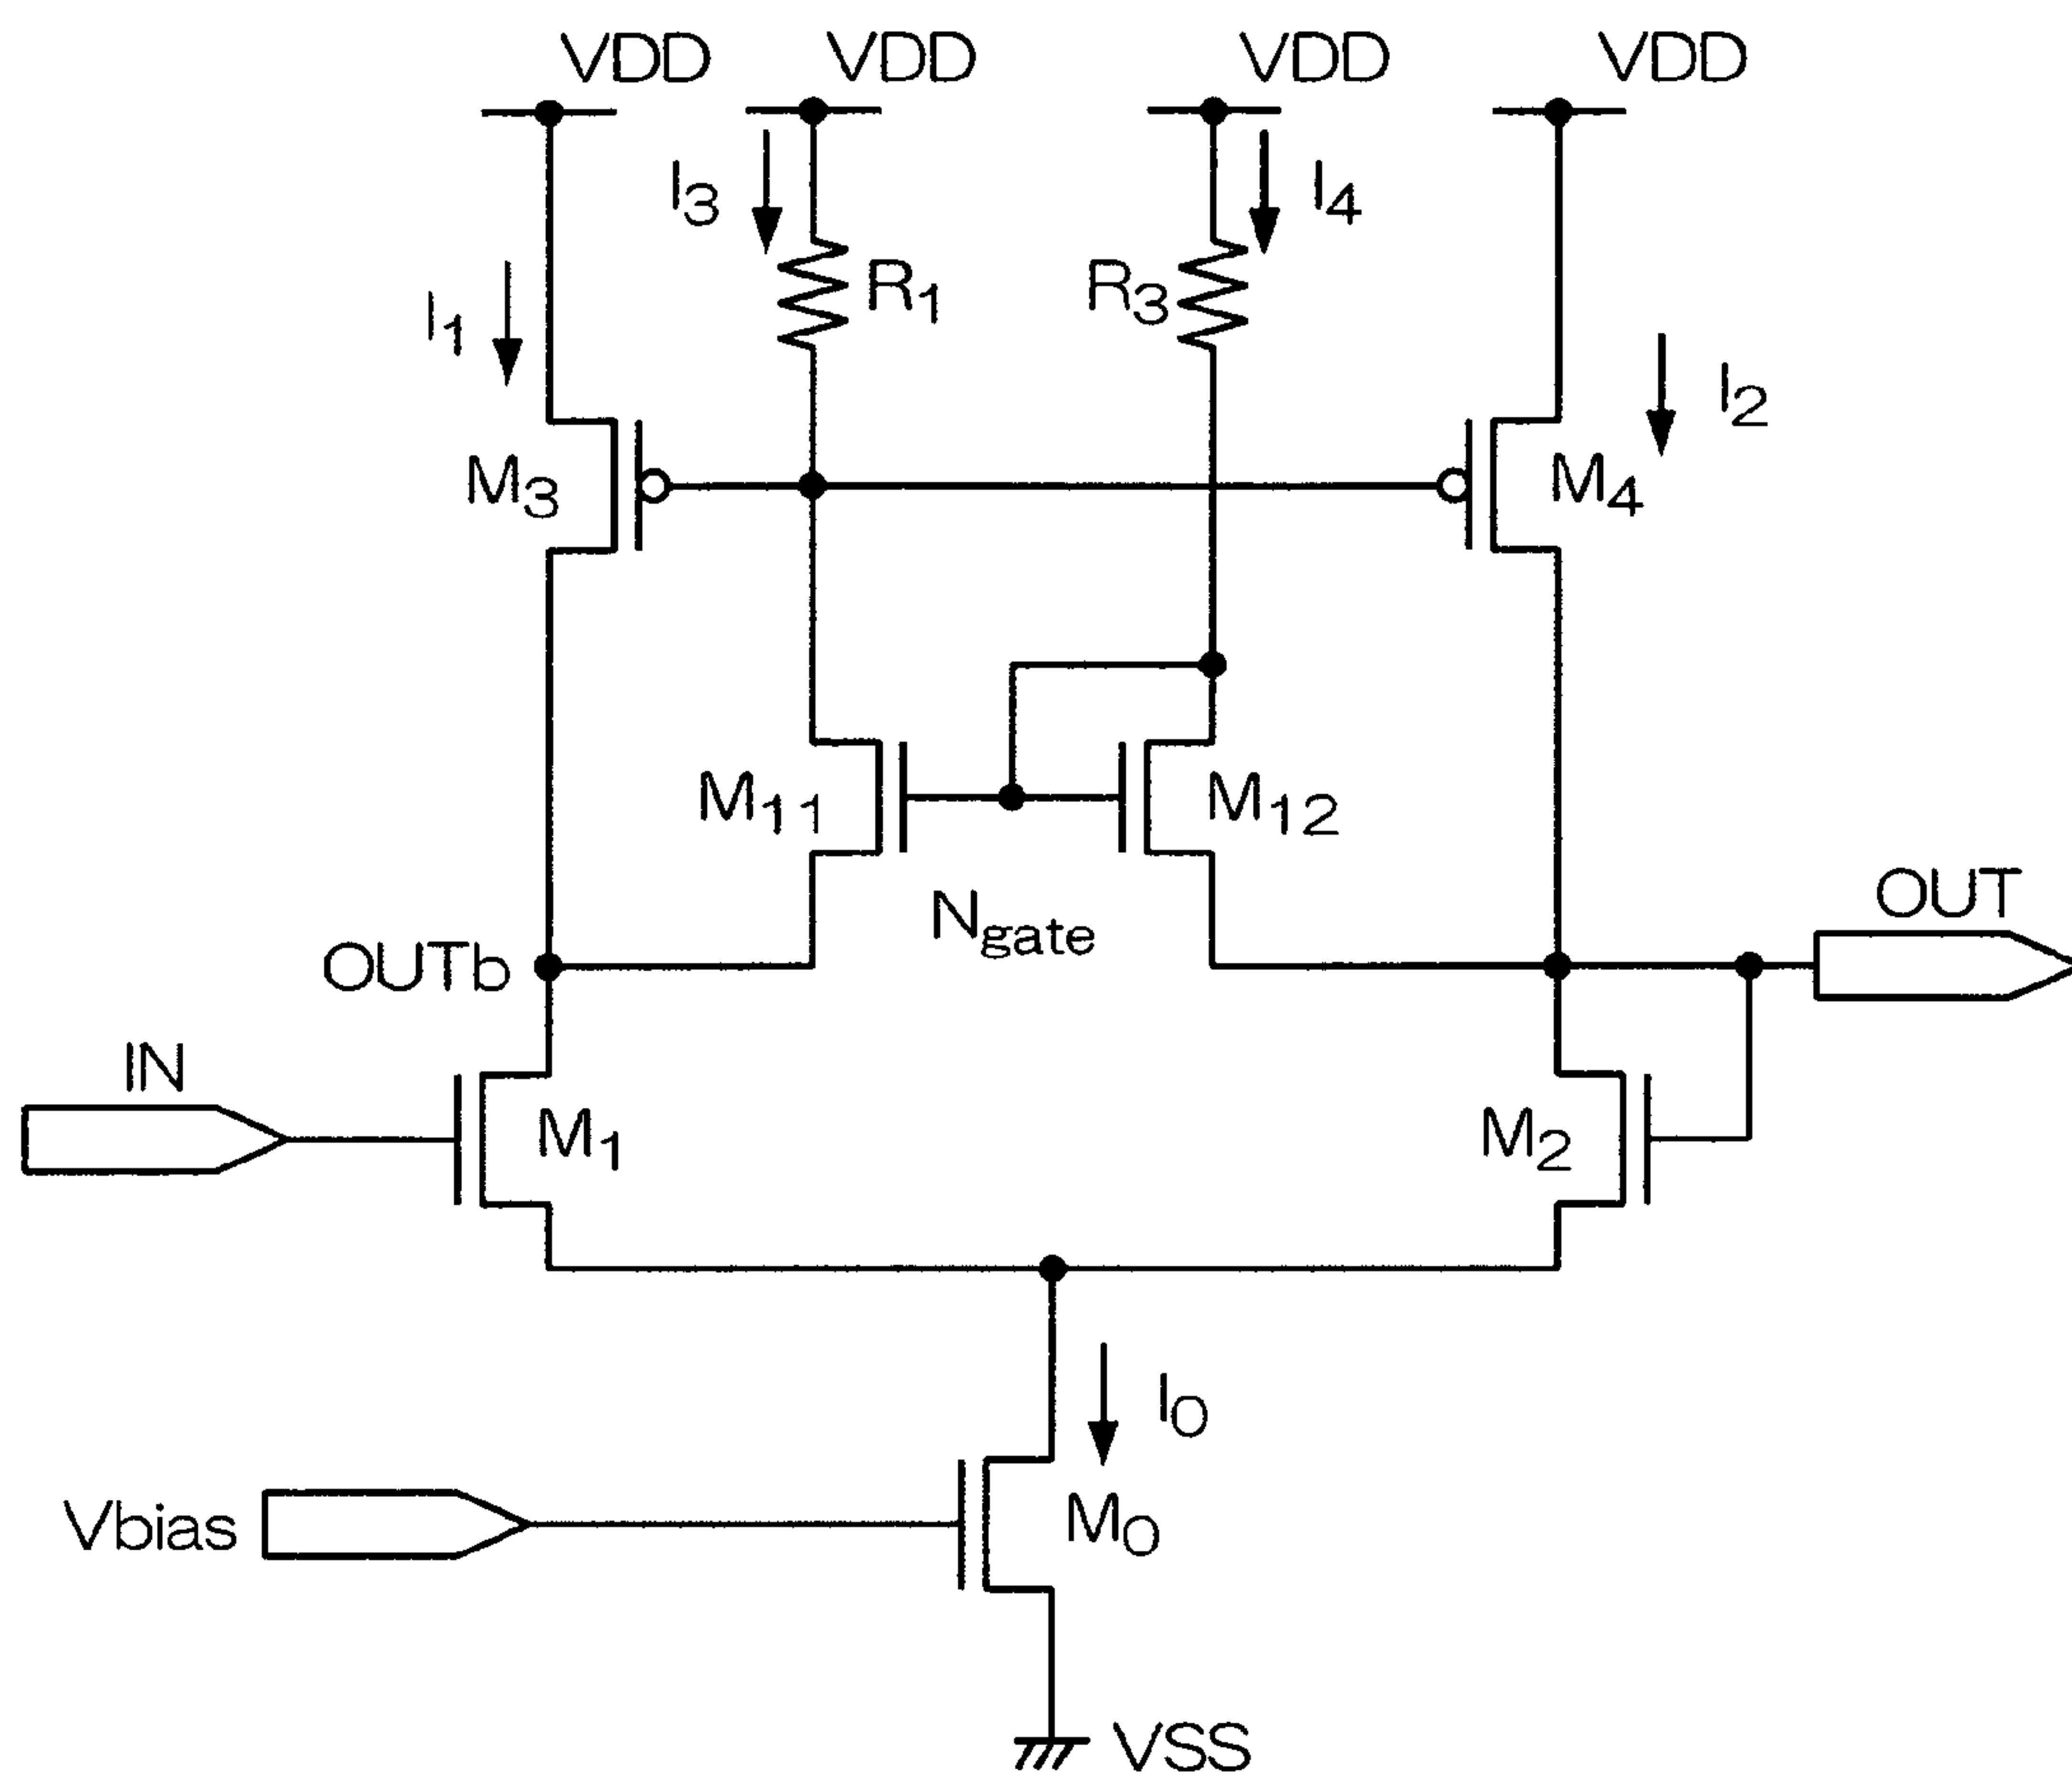 VDD VDD VDD VDD
I3 I4
R1 R3
I1 I2
M3 M4
M11 M12
Ngate OUT
OUTb
IN
M1 M2
I0
Vbias M0
VSS